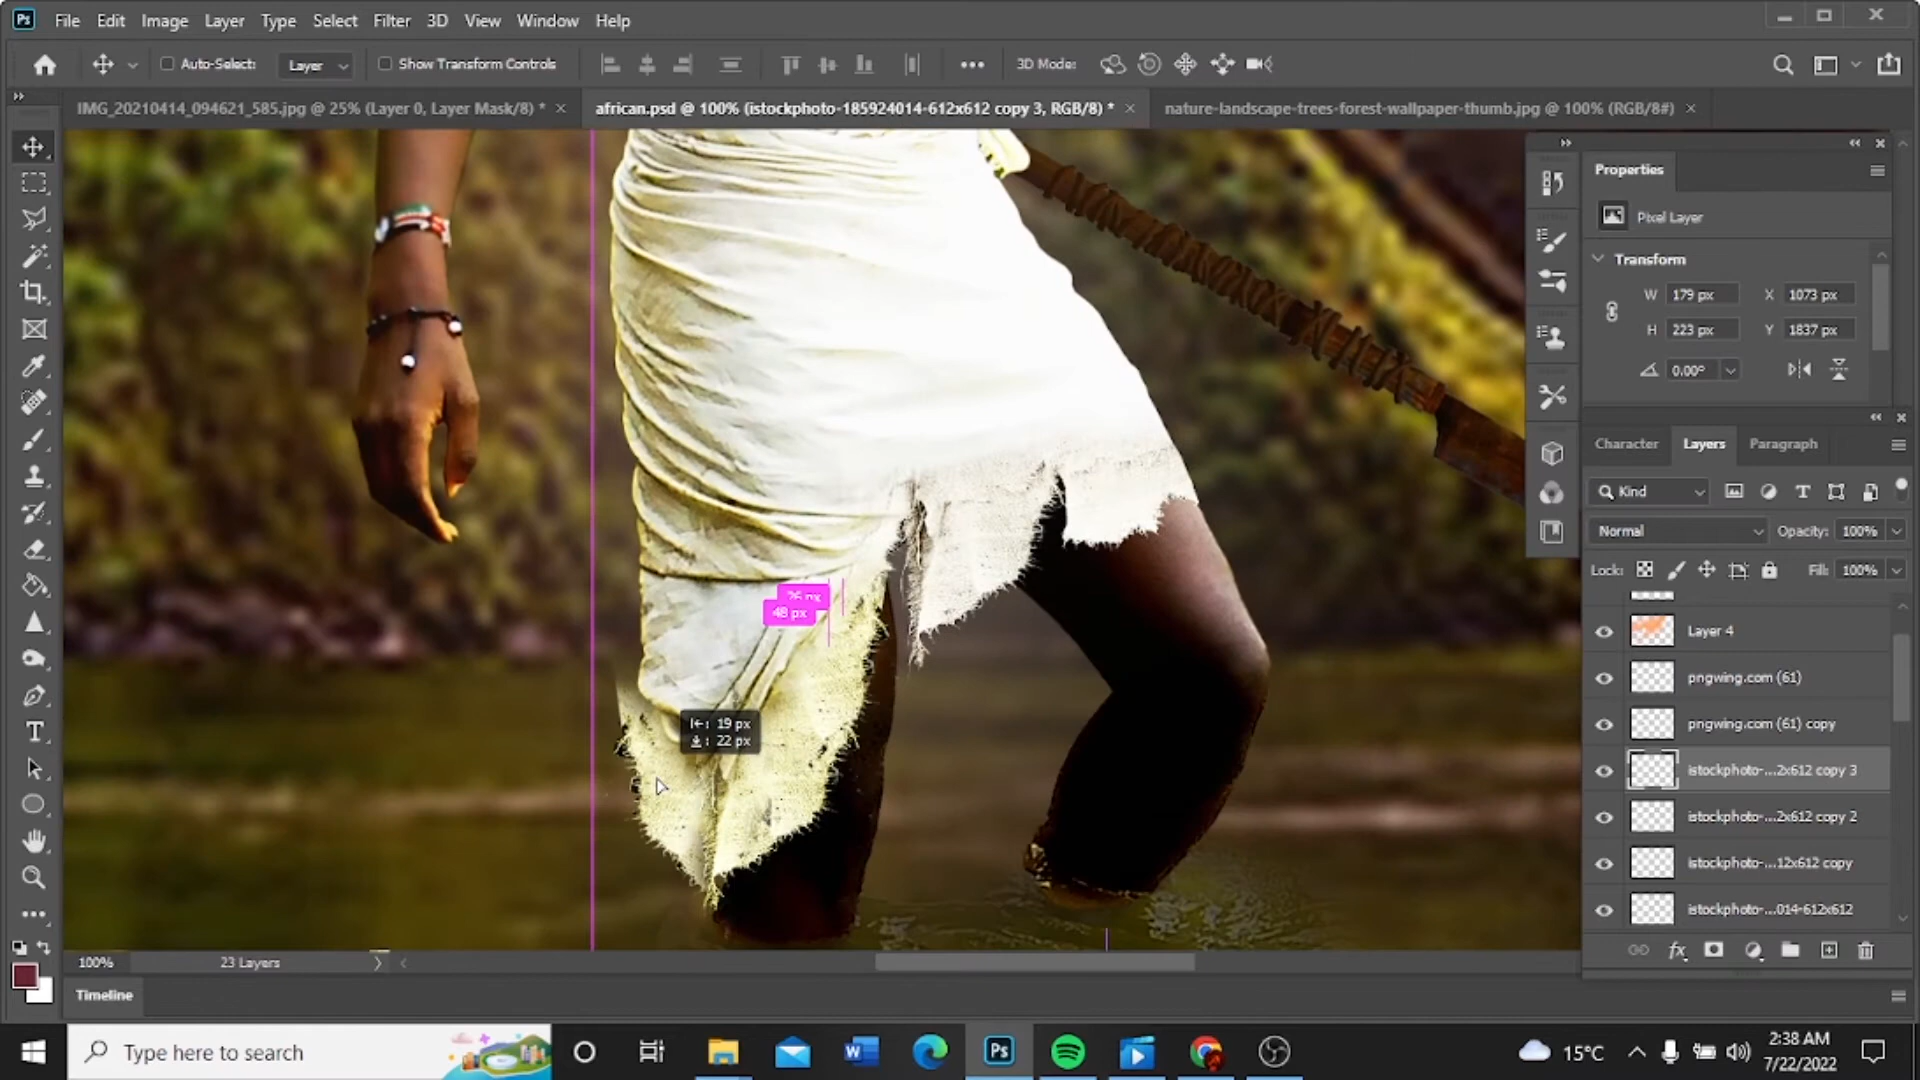 Ps File Edit Image Layer Type Select Filter 3D View Window Help
Auto-Select: Layer Show Transform Controls 3D Mode:
IMG_20210414_094621_585.jpg @ 25% (Layer 0, Layer Mask/8) * african.psd @ 100% (istockphoto-185924014-612x612 copy 3, RGB/8) * nature-landscape-trees-forest-wallpaper-thumb.jpg @ 100% (RGB/8#)
Properties
Pixel Layer
Transform
W 179 px X 1073 px
H 223 px Y 1837 px
0.00°
Character Layers Paragraph
Kind
Normal Opacity: 100%
Lock: Fill: 100%
Layer 4
pngwing.com (61)
pngwing.com (61) copy
istockphoto-...2x612 copy 3
istockphoto-...2x612 copy 2
istockphoto-...12x612 copy
istockphoto-...014-612x612
26 px
48 px
19 px
22 px
100% 23 Layers
Timeline
Type here to search
W
Ps
15°C
2:38 AM
7/22/2022